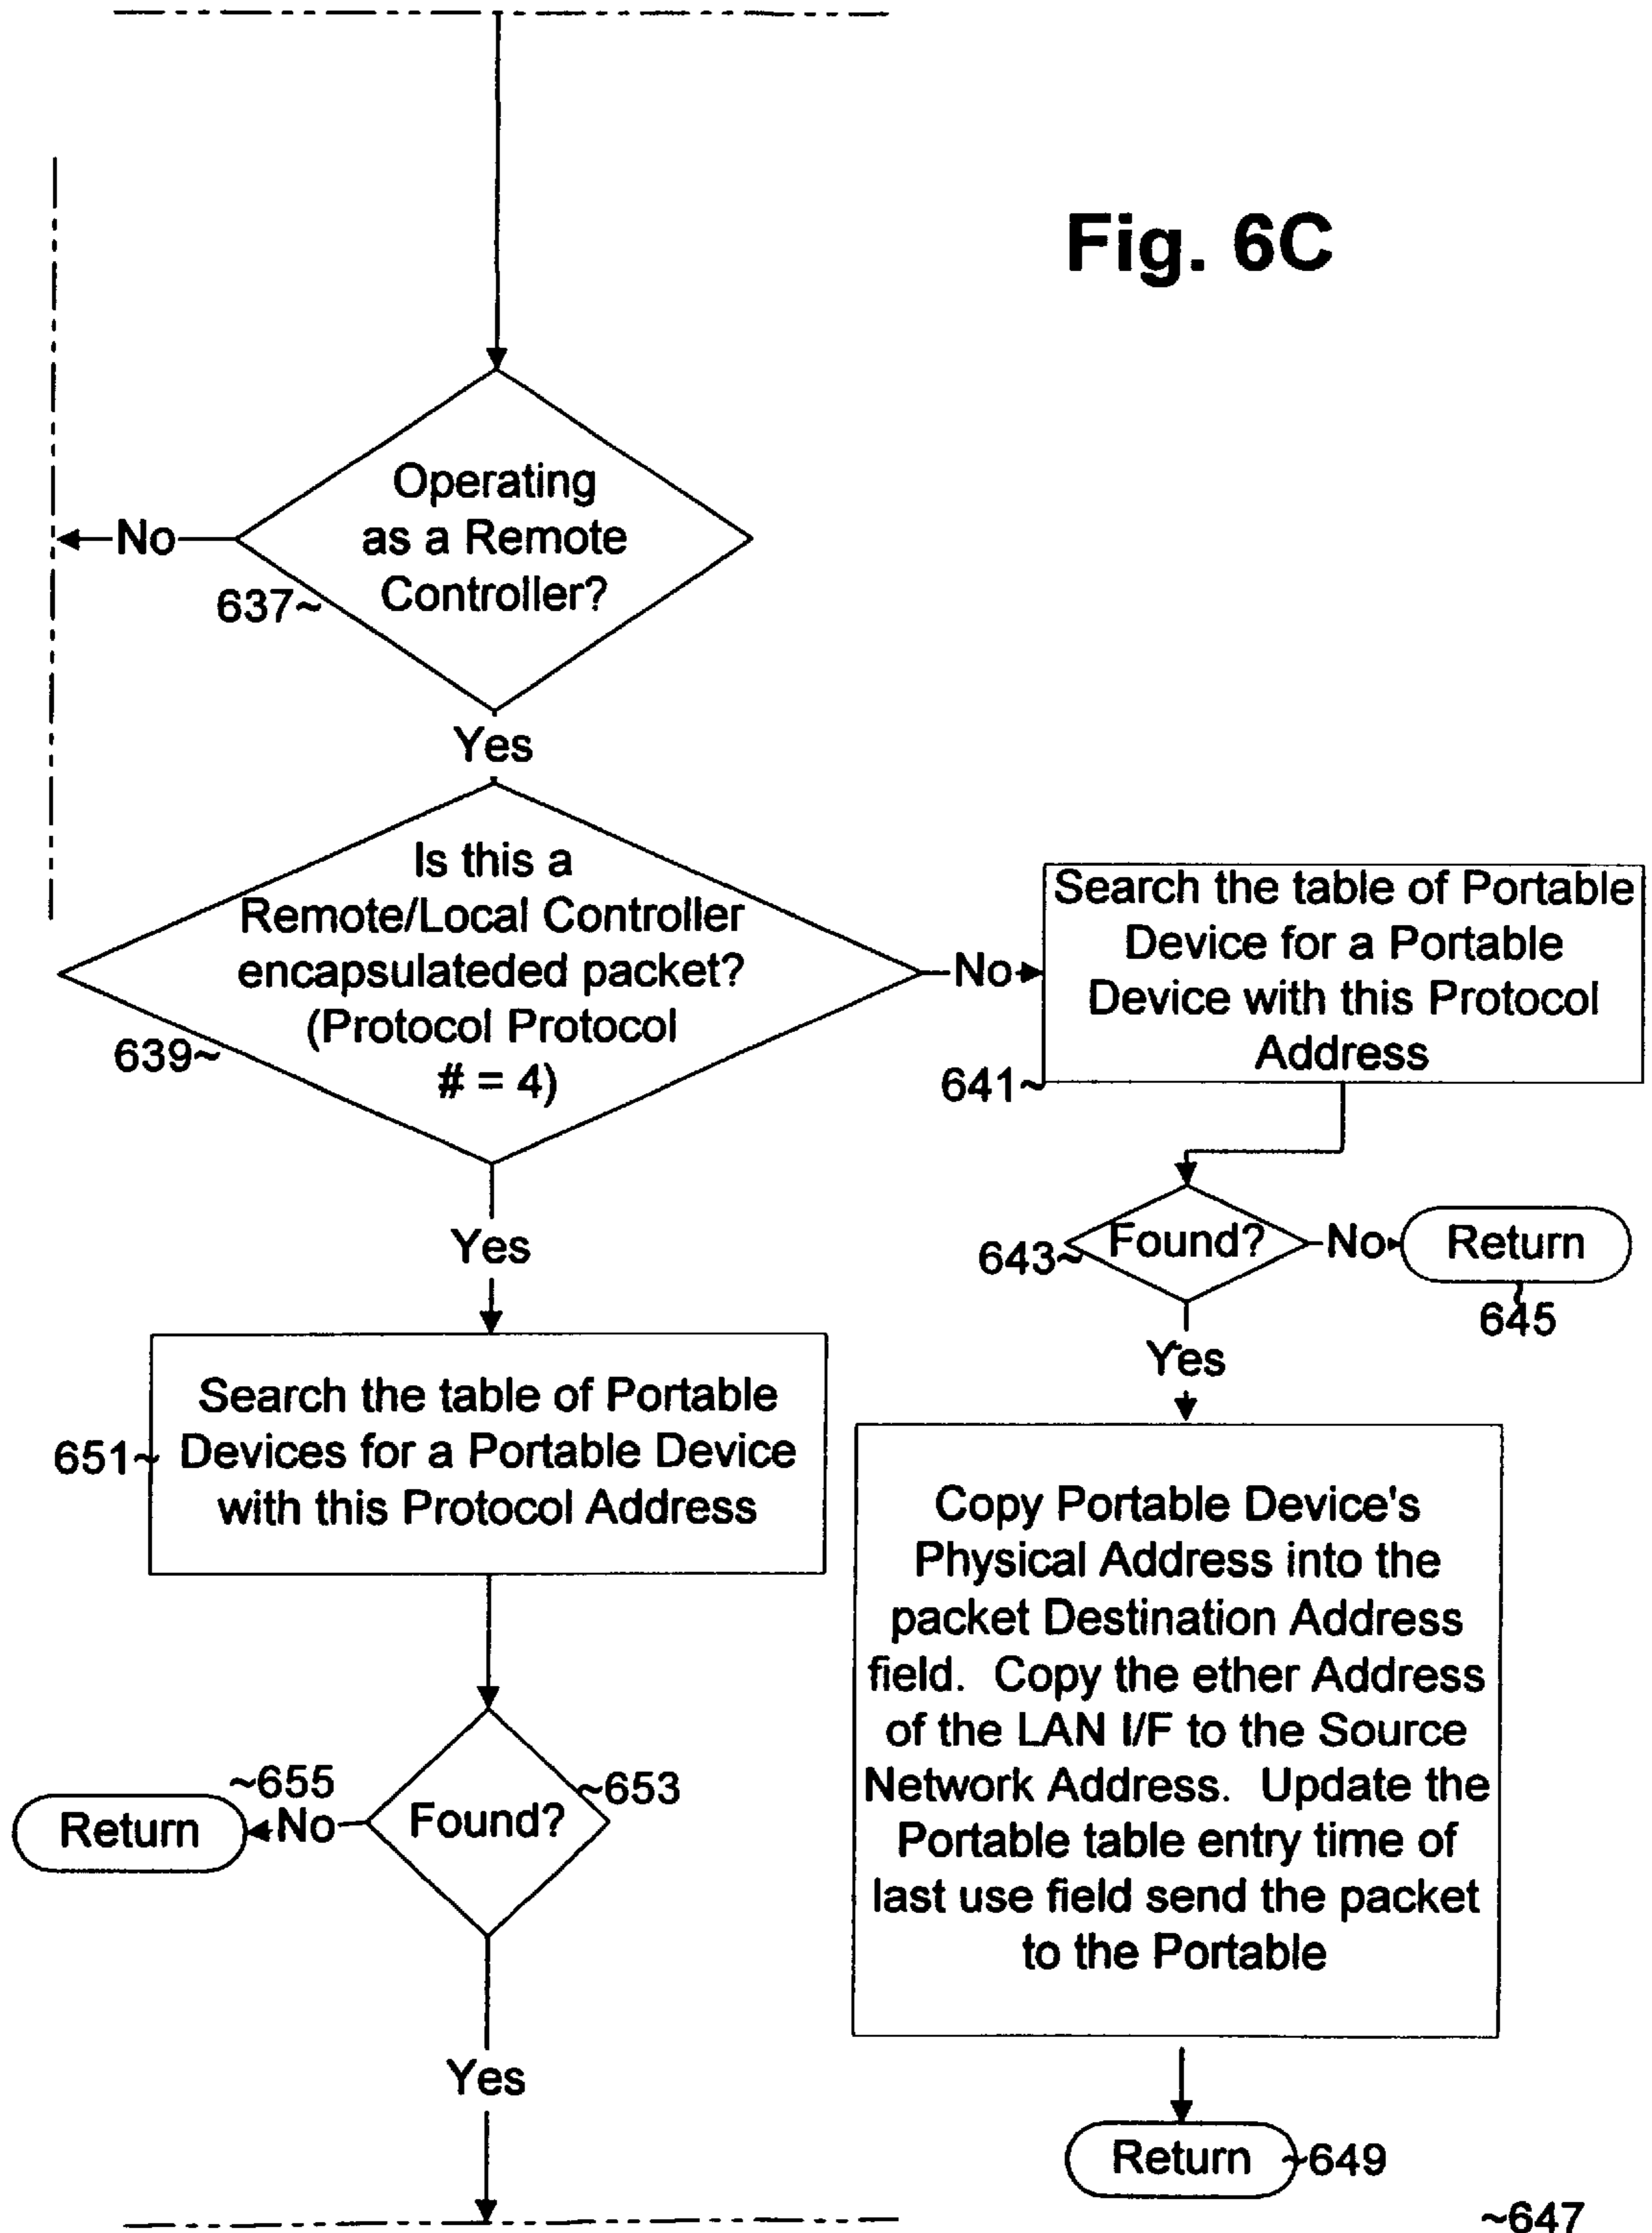 Fig. 6C
Operating
as a Remote
Controller?
No
637~
Yes
Is this a
Remote/Local Controller
encapsulateded packet?
(Protocol Protocol
# = 4)
639~
No
Search the table of Portable
Device for a Portable
Device with this Protocol
Address
641~
Found?
643~
No
Return
645
Yes
Copy Portable Device's
Physical Address into the
packet Destination Address
field. Copy the ether Address
of the LAN I/F to the Source
Network Address. Update the
Portable table entry time of
last use field send the packet
to the Portable
Return
~649
~647
Yes
Search the table of Portable
Devices for a Portable Device
with this Protocol Address
651~
Found?
~653
No
~655
Return
Yes